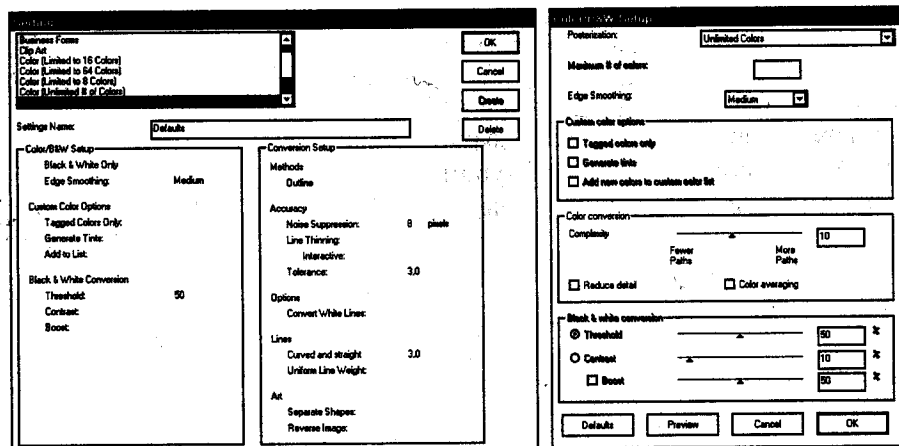 Settings
Business Forms
Clip Art
Color (Limited to 16 Colors)
Color (Limited to 64 Colors)
Color (Limited to 8 Colors)
Color (Unlimited # of Colors)
OK
Cancel
Create
Delete
Settings Name: Defaults
Color/B&W Setup
Black & White Only
Edge Smoothing: Medium
Custom Color Options
Tagged Colors Only:
Generate Tints:
Add to List:
Black & White Conversion
Threshold: 50
Contrast:
Boost:
Conversion Setup
Methods
Outline
Accuracy
Noise Suppression: 8 pixels
Line Thinning:
Interactive:
Tolerance: 3.0
Options
Convert White Lines:
Lines
Curved and straight 3.0
Uniform Line Weight:
Art
Separate Shapes:
Reverse Image:
Color/B&W Setup
Posterization: Unlimited Colors
Maximum # of colors:
Edge Smoothing: Medium
Custom color options
Tagged colors only
Generate tints
Add new colors to custom color list
Color conversion
Complexity 10
Fewer Paths More Paths
Reduce detail Color averaging
Black & white conversion
Threshold 50 %
Contrast 10 %
Boost 50 %
Defaults Preview Cancel OK